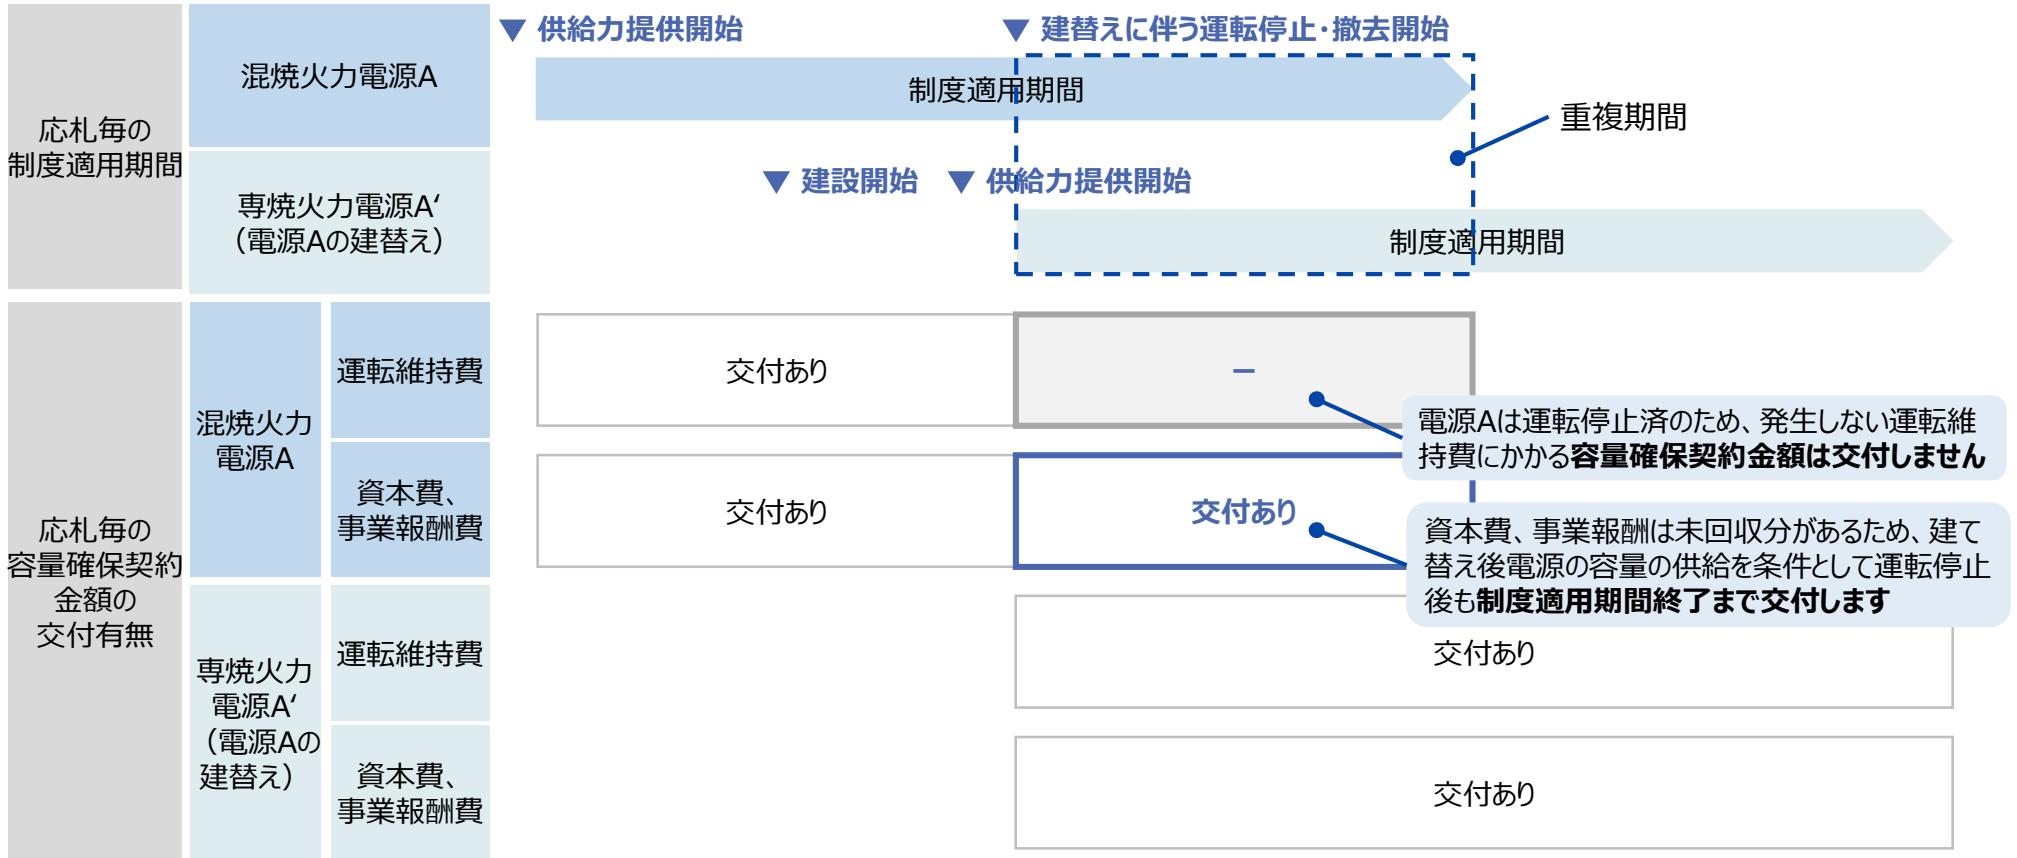 応札毎の
制度適用期間
混焼火力電源A
▼ 供給力提供開始
▼ 建替えに伴う運転停止・撤去開始
制度適用期間
重複期間
専焼火力電源A‘
（電源Aの建替え）
▼ 建設開始
▼ 供給力提供開始
制度適用期間
応札毎の
容量確保契約
金額の
交付有無
混焼火力
電源A
運転維持費
交付あり
－
電源Aは運転停止済のため、発生しない運転維
持費にかかる容量確保契約金額は交付しません
資本費、
事業報酬費
交付あり
交付あり
資本費、事業報酬は未回収分があるため、建て
替え後電源の容量の供給を条件として運転停止
後も制度適用期間終了まで交付します
専焼火力
電源A‘
（電源Aの
建替え）
運転維持費
交付あり
資本費、
事業報酬費
交付あり